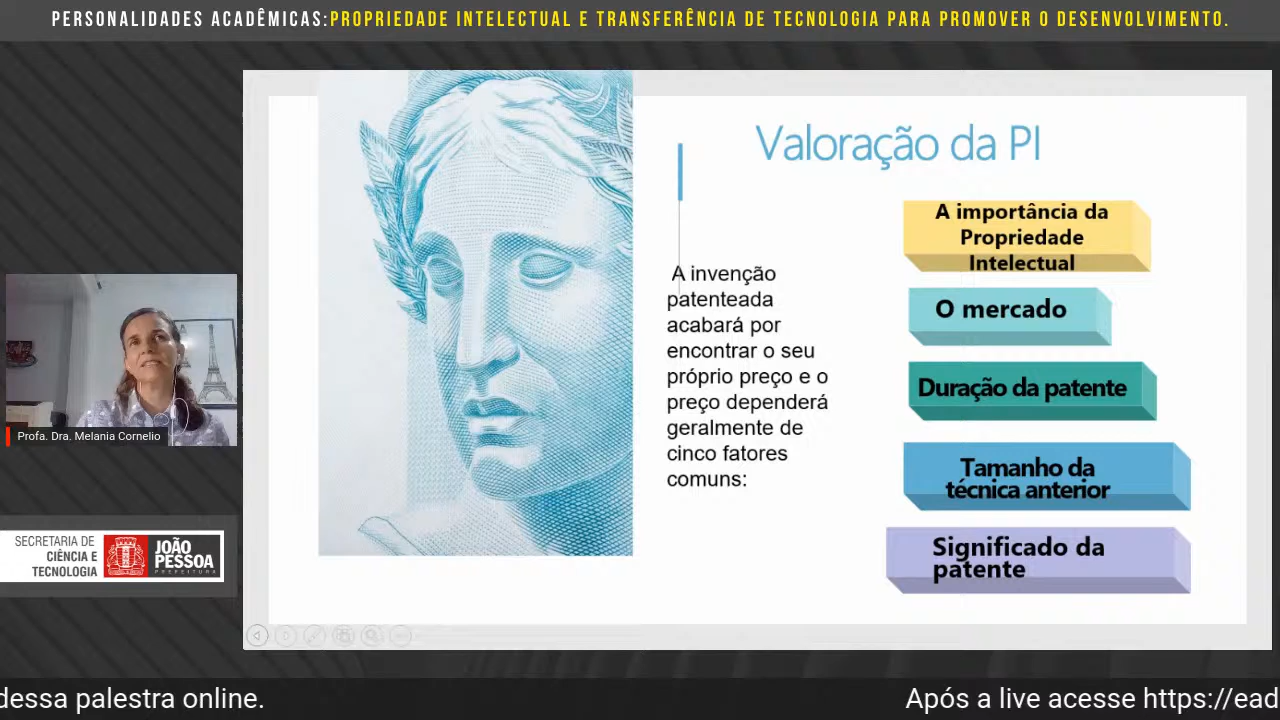 PERSONALIDADES ACADÊMICAS:PROPRIEDADE INTELECTUAL E TRANSFERÊNCIA DE TECNOLOGIA PARA PROMOVER O DESENVOLVIMENTO.
Valoração da PI
A invenção
patenteada
acabará por
encontrar o seu
próprio preço e o
preço dependerá
geralmente de
cinco fatores
comuns:
A importância da
Propriedade
Intelectual
O mercado
Duração da patente
Tamanho da
técnica anterior
Significado da
patente
Profa. Dra. Melania Cornelio
SECRETARIA DE
CIÊNCIA E
TECNOLOGIA
JOÃO
PESSOA
PREFEITURA
dessa palestra online.
Após a live acesse https://ead